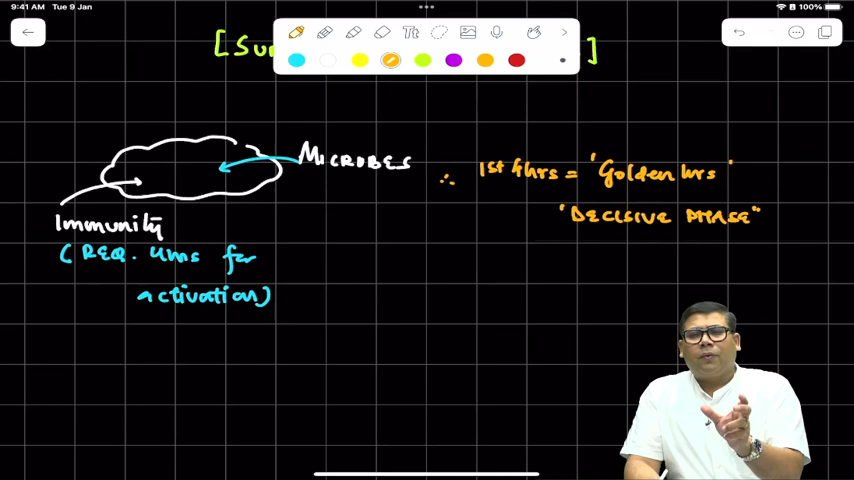 9:41 AM Tue 9 Jan
100%
Tt
[Su
]
MICROBES
Immunity
(REQ. 4hrs for
activation)
∴ 1st 4hrs = 'Golden hrs'
"DECISIVE PHASE"